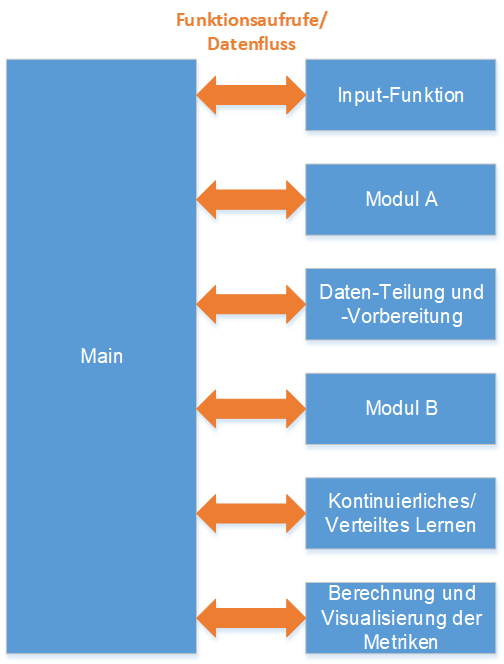 Funktionsaufrufe/
Datenfluss
Main
Input-Funktion
Modul A
Daten-Teilung und
-Vorbereitung
Modul B
Kontinuierliches/
Verteiltes Lernen
Berechnung und
Visualisierung der
Metriken